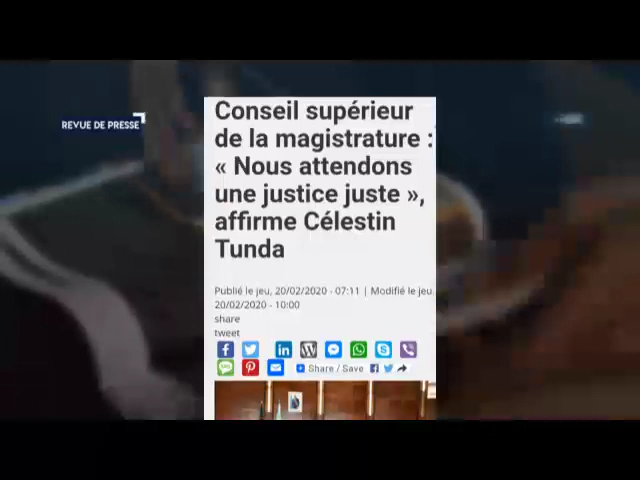 REVUE DE PRESSE
Conseil supérieur
de la magistrature :
« Nous attendons
une justice juste »,
affirme Célestin
Tunda
Publié le jeu, 20/02/2020 - 07:11 | Modifié le jeu,
20/02/2020 - 10:00
share
tweet
Share / Save